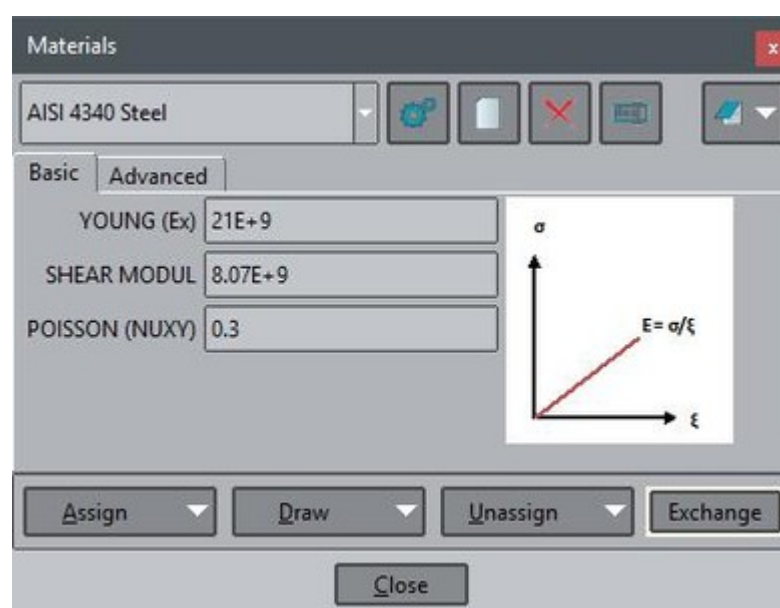 Materials
x
AISI 4340 Steel
Basic Advanced
YOUNG (Ex) 21E+9
SHEAR MODUL 8.07E+9
POISSON (NUXY) 0.3
σ
E= σ/ξ
ξ
Assign Draw Unassign Exchange
Close